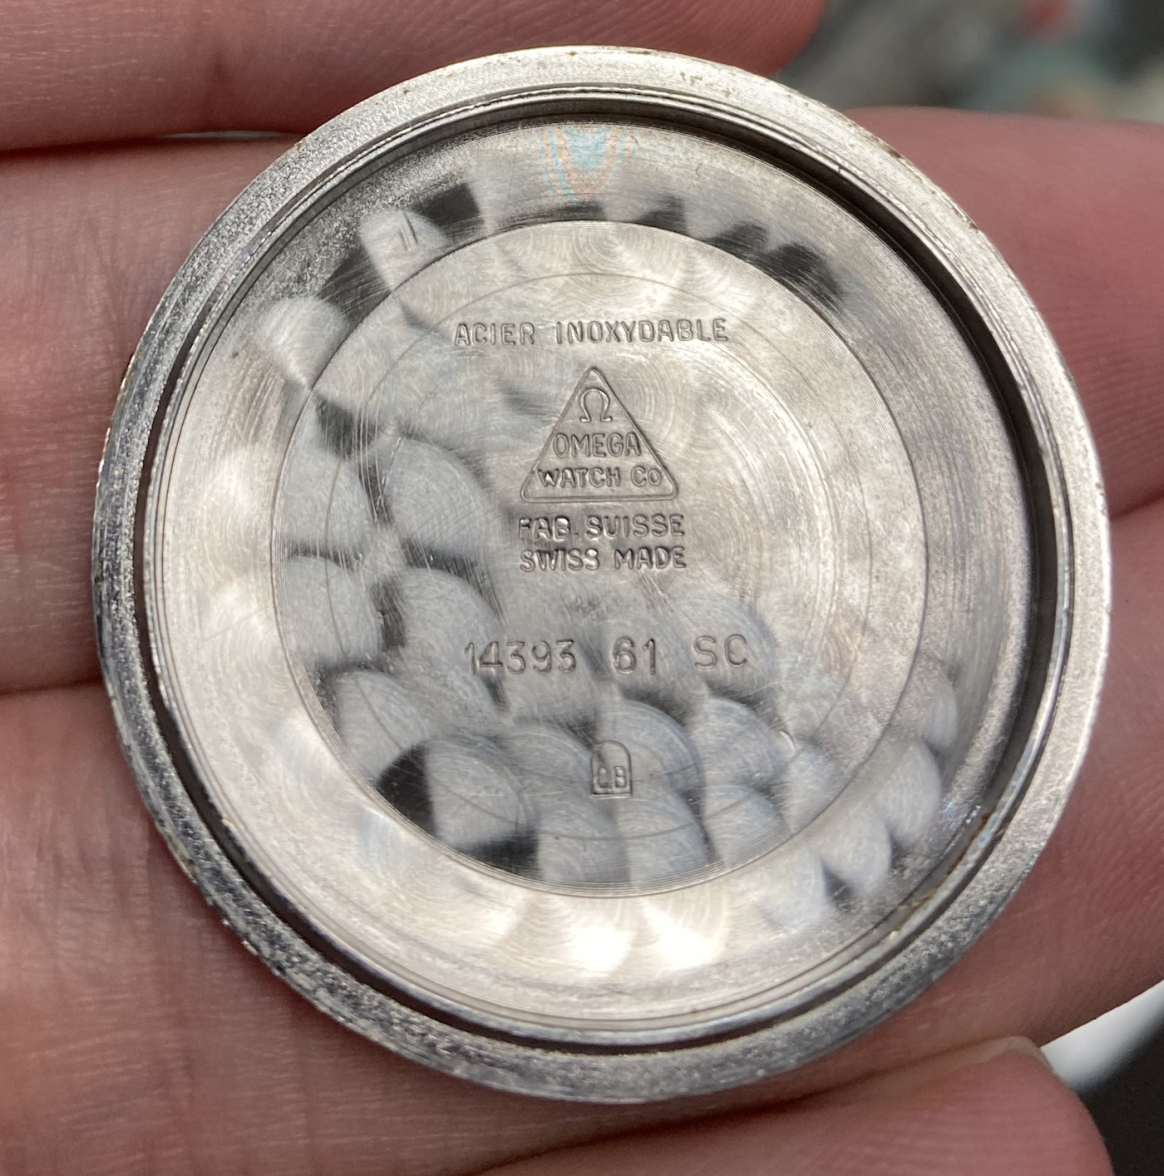 ACIER INOXYDABLE
Ω
OMEGA
WATCH CO
FAB. SUISSE
SWISS MADE
14393 61 SC
CB